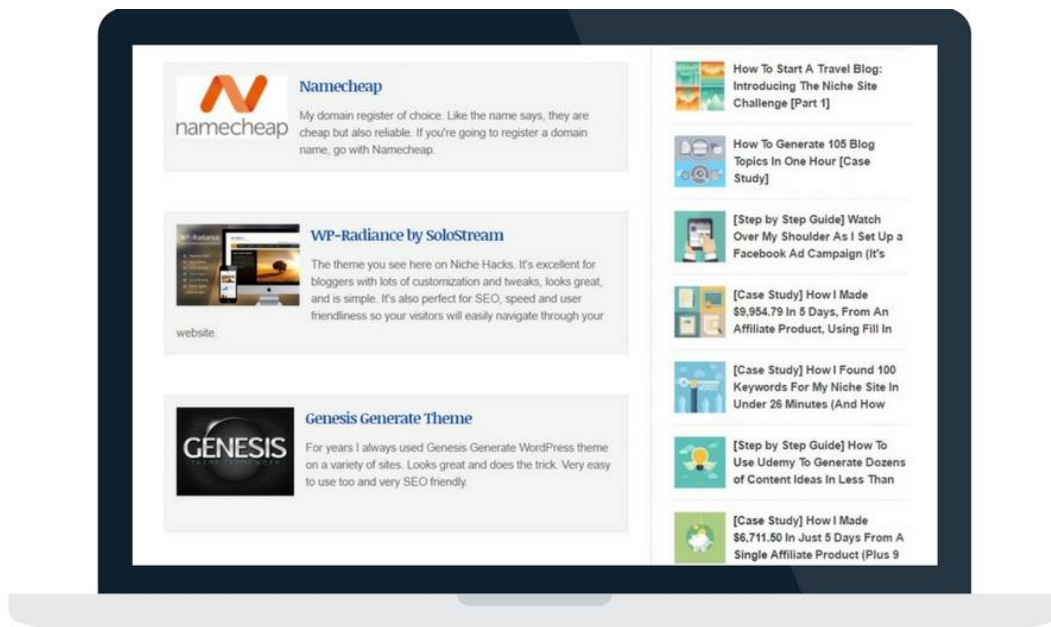 namecheap
Namecheap
My domain register of choice. Like the name says, they are
cheap but also reliable. If you're going to register a domain
name, go with Namecheap.
WP-Radiance
WP-Radiance by SoloStream
The theme you see here on Niche Hacks. It's excellent for
bloggers with lots of customization and tweaks, looks great,
and is simple. It's also perfect for SEO, speed and user
friendliness so your visitors will easily navigate through your
website.
GENESIS
THEME FRAMEWORK
Genesis Generate Theme
For years I always used Genesis Generate WordPress theme
on a variety of sites. Looks great and does the trick. Very easy
to use too and very SEO friendly.
How To Start A Travel Blog:
Introducing The Niche Site
Challenge [Part 1]
How To Generate 105 Blog
Topics In One Hour [Case
Study]
[Step by Step Guide] Watch
Over My Shoulder As I Set Up a
Facebook Ad Campaign (It's
[Case Study] How I Made
$9,954.79 In 5 Days, From An
Affiliate Product, Using Fill In
[Case Study] How I Found 100
Keywords For My Niche Site In
Under 26 Minutes (And How
[Step by Step Guide] How To
Use Udemy To Generate Dozens
of Content Ideas In Less Than
[Case Study] How I Made
$6,711.50 In Just 5 Days From A
Single Affiliate Product (Plus 9